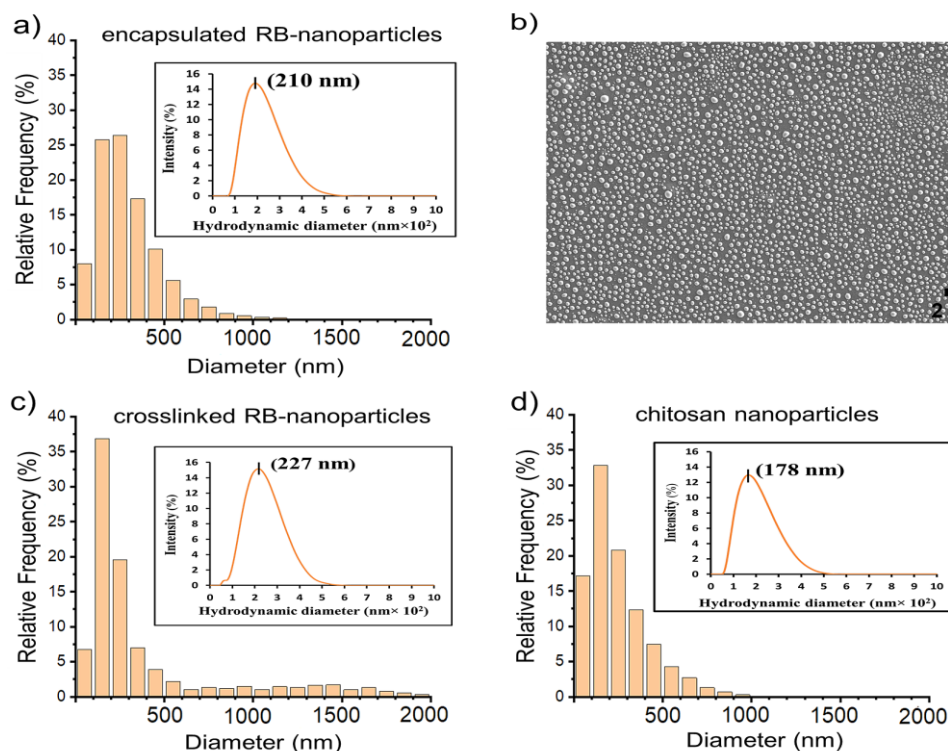 a) encapsulated RB-nanoparticles
40
35
30
25
20
15
10
5
0
Relative Frequency (%)
500 1000 1500 2000
Diameter (nm)
16
14
12
10
8
6
4
2
0
Intensity (%)
(210 nm)
0 1 2 3 4 5 6 7 8 9 10
Hydrodynamic diameter (nm×10²)
b)
2
c) crosslinked RB-nanoparticles
40
35
30
25
20
15
10
5
0
Relative Frequency (%)
500 1000 1500 2000
Diameter (nm)
16
14
12
10
8
6
4
2
0
Intensity (%)
(227 nm)
0 1 2 3 4 5 6 7 8 9 10
Hydrodynamic diameter (nm× 10²)
d) chitosan nanoparticles
40
35
30
25
20
15
10
5
0
Relative Frequency (%)
500 1000 1500 2000
Diameter (nm)
16
14
12
10
8
6
4
2
0
Intensity (%)
(178 nm)
0 1 2 3 4 5 6 7 8 9 10
Hydrodynamic diameter (nm× 10²)